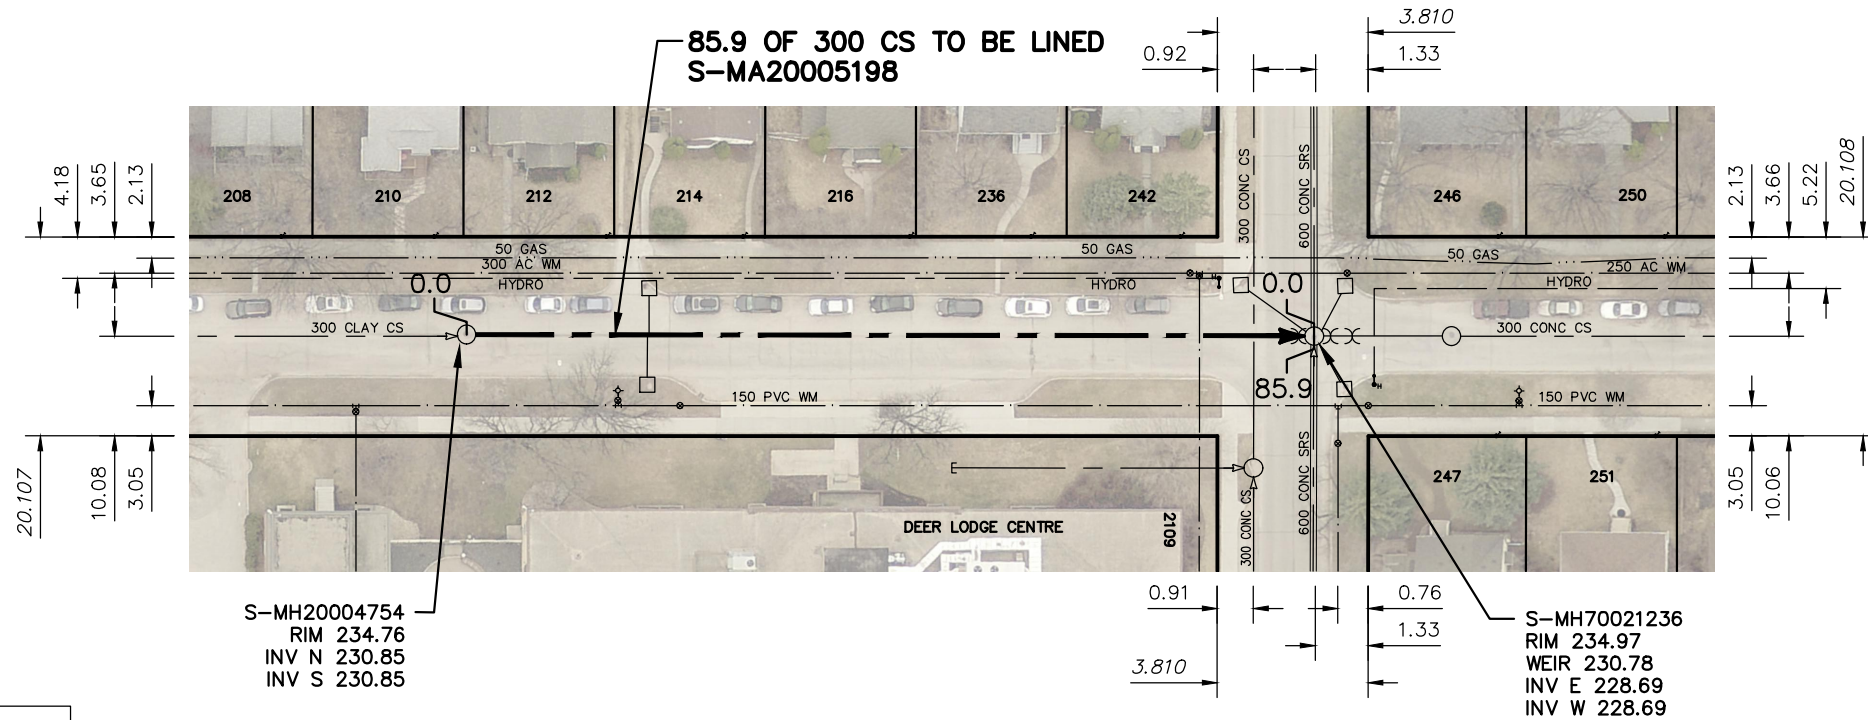 3.810
0.92
1.33
85.9 OF 300 CS TO BE LINED
S-MA20005198
4.18
3.65
2.13
208
210
212
214
216
236
242
300 CONC CS
600 CONC SRS
246
250
2.13
3.66
5.22
20.108
50 GAS
300 AC WM
HYDRO
50 GAS
HYDRO
50 GAS
250 AC WM
HYDRO
0.0
0.0
300 CLAY CS
300 CONC CS
85.9
150 PVC WM
150 PVC WM
H
H
20.107
10.08
3.05
DEER LODGE CENTRE
2109
300 CONC CS
600 CONC SRS
247
251
3.05
10.06
S-MH20004754
RIM 234.76
INV N 230.85
INV S 230.85
0.91
0.76
1.33
3.810
S-MH70021236
RIM 234.97
WEIR 230.78
INV E 228.69
INV W 228.69